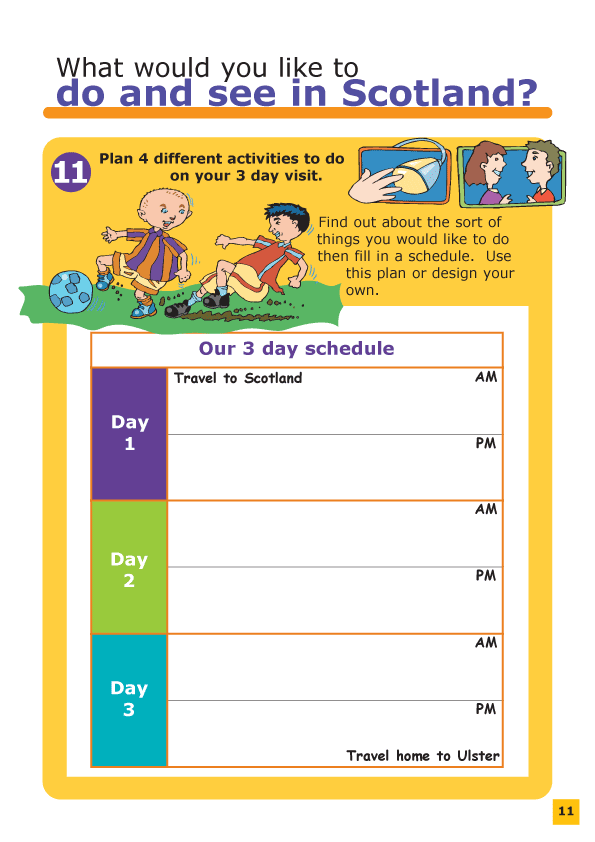 What would you like to
do and see in Scotland?
11
Plan 4 different activities to do
on your 3 day visit.
Find out about the sort of
things you would like to do
then fill in a schedule.  Use
this plan or design your
own.
Our 3 day schedule
Day
1
Travel to Scotland
AM
PM
Day
2
AM
PM
Day
3
AM
PM
Travel home to Ulster
11